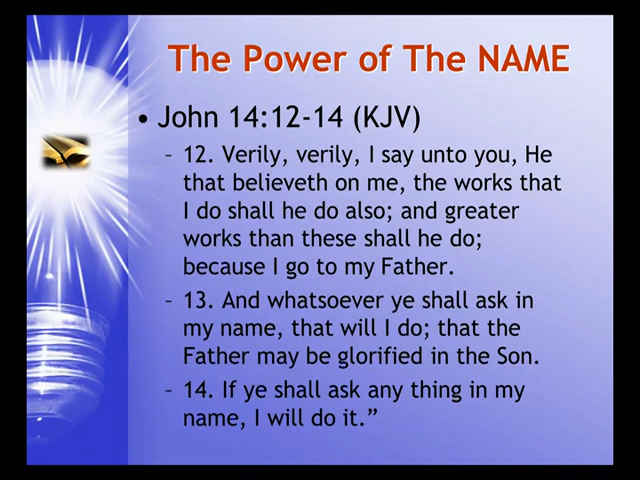 The Power of The NAME
• John 14:12-14 (KJV)
– 12. Verily, verily, I say unto you, He
that believeth on me, the works that
I do shall he do also; and greater
works than these shall he do;
because I go to my Father.
– 13. And whatsoever ye shall ask in
my name, that will I do; that the
Father may be glorified in the Son.
– 14. If ye shall ask any thing in my
name, I will do it.”